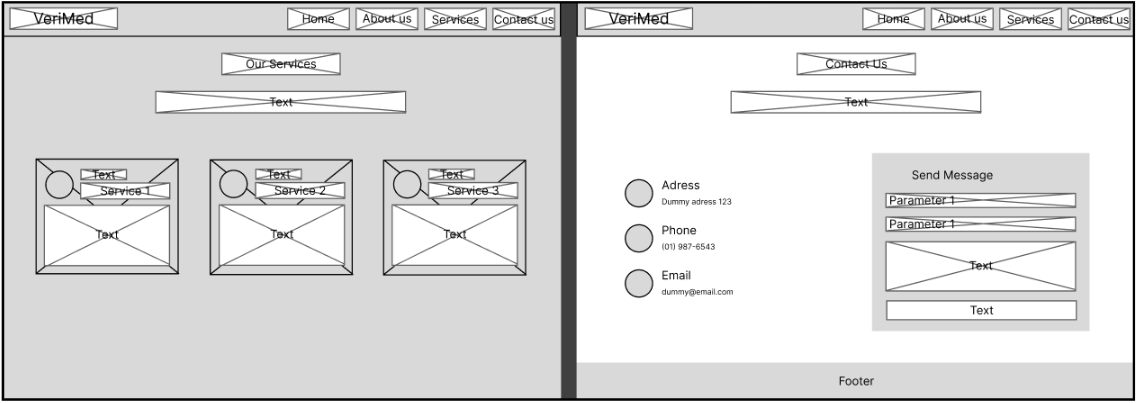 VeriMed
Home
About us
Services
Contact us
Our Services
Text
Text
Service 1
Text
Text
Service 2
Text
Text
Service 3
Text
VeriMed
Home
About us
Services
Contact us
Contact Us
Text
Adress
Dummy adress 123
Phone
(01) 987-6543
Email
dummy@email.com
Send Message
Parameter 1
Parameter 1
Text
Text
Footer